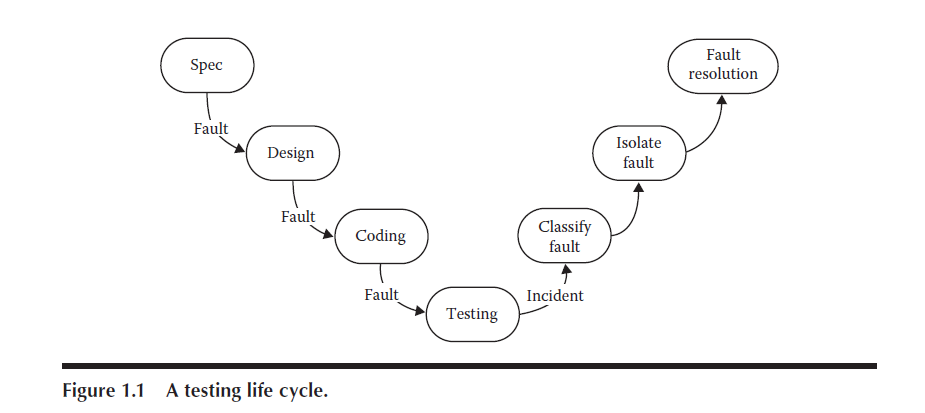 Spec
Fault
Design
Fault
Coding
Fault
Testing
Incident
Classify
fault
Isolate
fault
Fault
resolution
Figure 1.1 A testing life cycle.